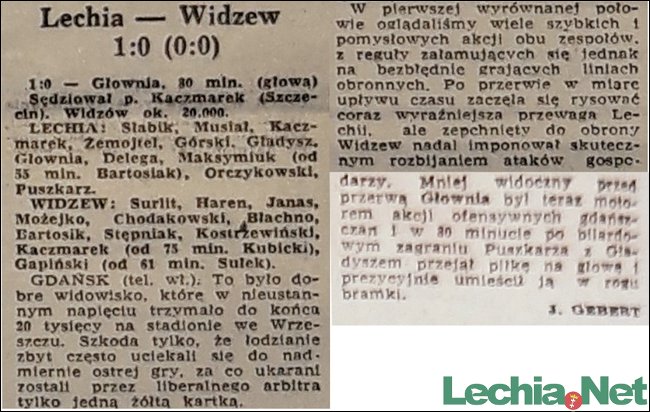 Lechia — Widzew
1:0 (0:0)
1:0 — Głownia, 80 min. (głową)
Sędziował p. Kaczmarek (Szcze-
cin). Widzów ok. 20.000.
LECHIA: Słabik, Musiał, Kacz-
marek, Żemojtel, Górski, Gładysz,
Głownia, Delega, Maksymiuk (od
55 min. Bartosiak), Orczykowski,
Puszkarz.
WIDZEW: Surlit, Haren, Janas,
Możejko, Chodakowski, Błachno,
Bartosik, Stępniak, Kostrzewiński,
Kaczmarek (od 75 min. Kubicki),
Gapiński (od 61 min. Sułek).
GDAŃSK (tel. wł.). To było do-
bre widowisko, które w nieustan-
nym napięciu trzymało do końca
20 tysięcy na stadionie we Wrze-
szczu. Szkoda tylko, że łodzianie
zbyt często uciekali się do nad-
miernie ostrej gry, za co ukarani
zostali przez liberalnego arbitra
tylko jedną żółtą kartką.
W pierwszej wyrównanej poło-
wie oglądaliśmy wiele szybkich i
pomysłowych akcji obu zespołów,
z reguły załamujących się jednak
na bezbłędnie grających liniach
obronnych. Po przerwie w miarę
upływu czasu zaczęła się rysować
coraz wyraźniejsza przewaga Le-
chii, ale zepchnięty do obrony
Widzew nadal imponował skutecz-
nym rozbijaniem ataków gospo-
darzy. Mniej widoczny przed
przerwą Głownia był teraz moto-
rem akcji ofensywnych gdańsz-
czan i w 80 minucie po bilardo-
wym zagraniu Puszkarza z Gła-
dyszem przejął piłkę na głowę i
precyzyjnie umieścił ją w rogu
bramki.
J. GEBERT
Lechia.Net